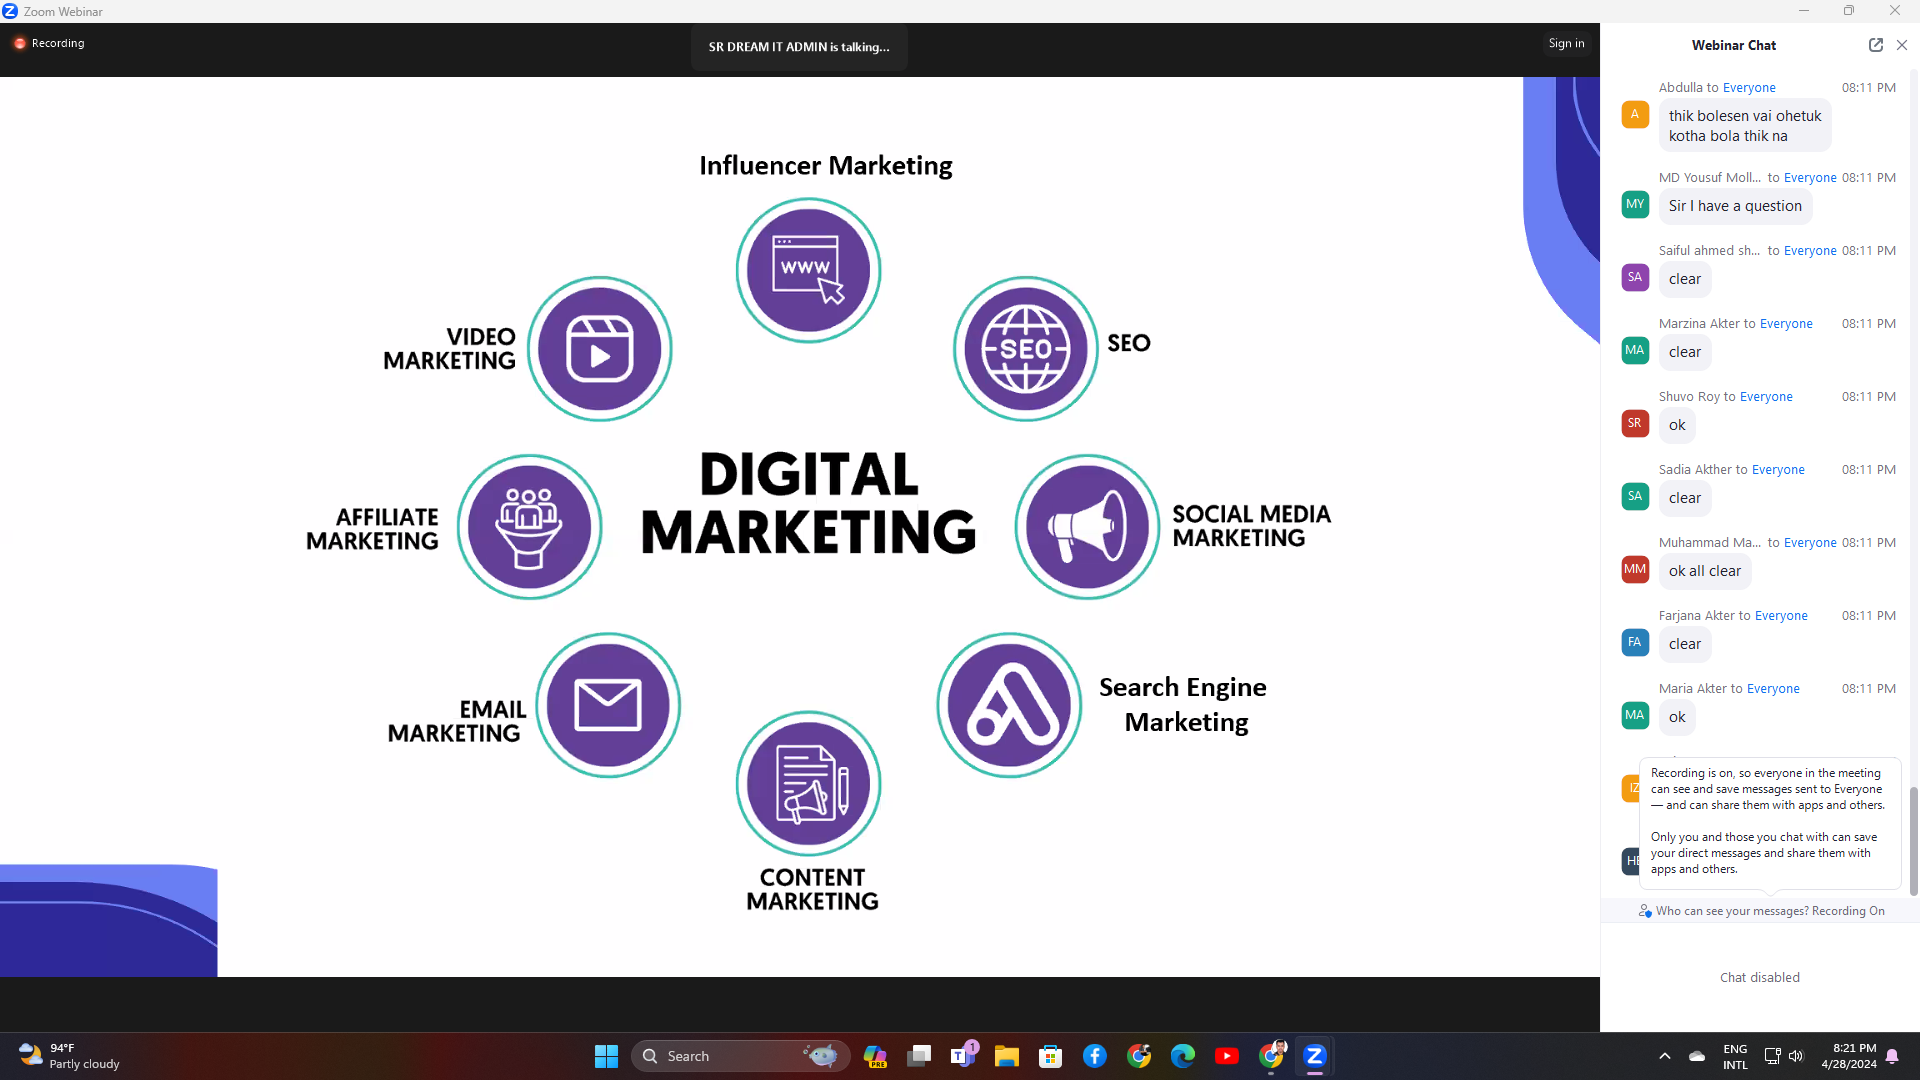 Zoom Webinar
Recording
SR DREAM IT ADMIN is talking...
Sign in
Influencer Marketing
WWW
VIDEO
MARKETING
SEO
SEO
DIGITAL
MARKETING
AFFILIATE
MARKETING
SOCIAL MEDIA
MARKETING
EMAIL
MARKETING
Search Engine
Marketing
CONTENT
MARKETING
Webinar Chat
Abdulla to Everyone 08:11 PM
A
thik bolesen vai ohetuk
kotha bola thik na
MD Yousuf Moll... to Everyone 08:11 PM
MY
Sir I have a question
Saiful ahmed sh... to Everyone 08:11 PM
SA
clear
Marzina Akter to Everyone 08:11 PM
MA
clear
Shuvo Roy to Everyone 08:11 PM
SR
ok
Sadia Akther to Everyone 08:11 PM
SA
clear
Muhammad Ma... to Everyone 08:11 PM
MM
ok all clear
Farjana Akter to Everyone 08:11 PM
FA
clear
Maria Akter to Everyone 08:11 PM
MA
ok
IZ
HE
Recording is on, so everyone in the meeting
can see and save messages sent to Everyone
— and can share them with apps and others.
Only you and those you chat with can save
your direct messages and share them with
apps and others.
Who can see your messages? Recording On
Chat disabled
94°F
Partly cloudy
Search
PRE
1
ENG
INTL
8:21 PM
4/28/2024